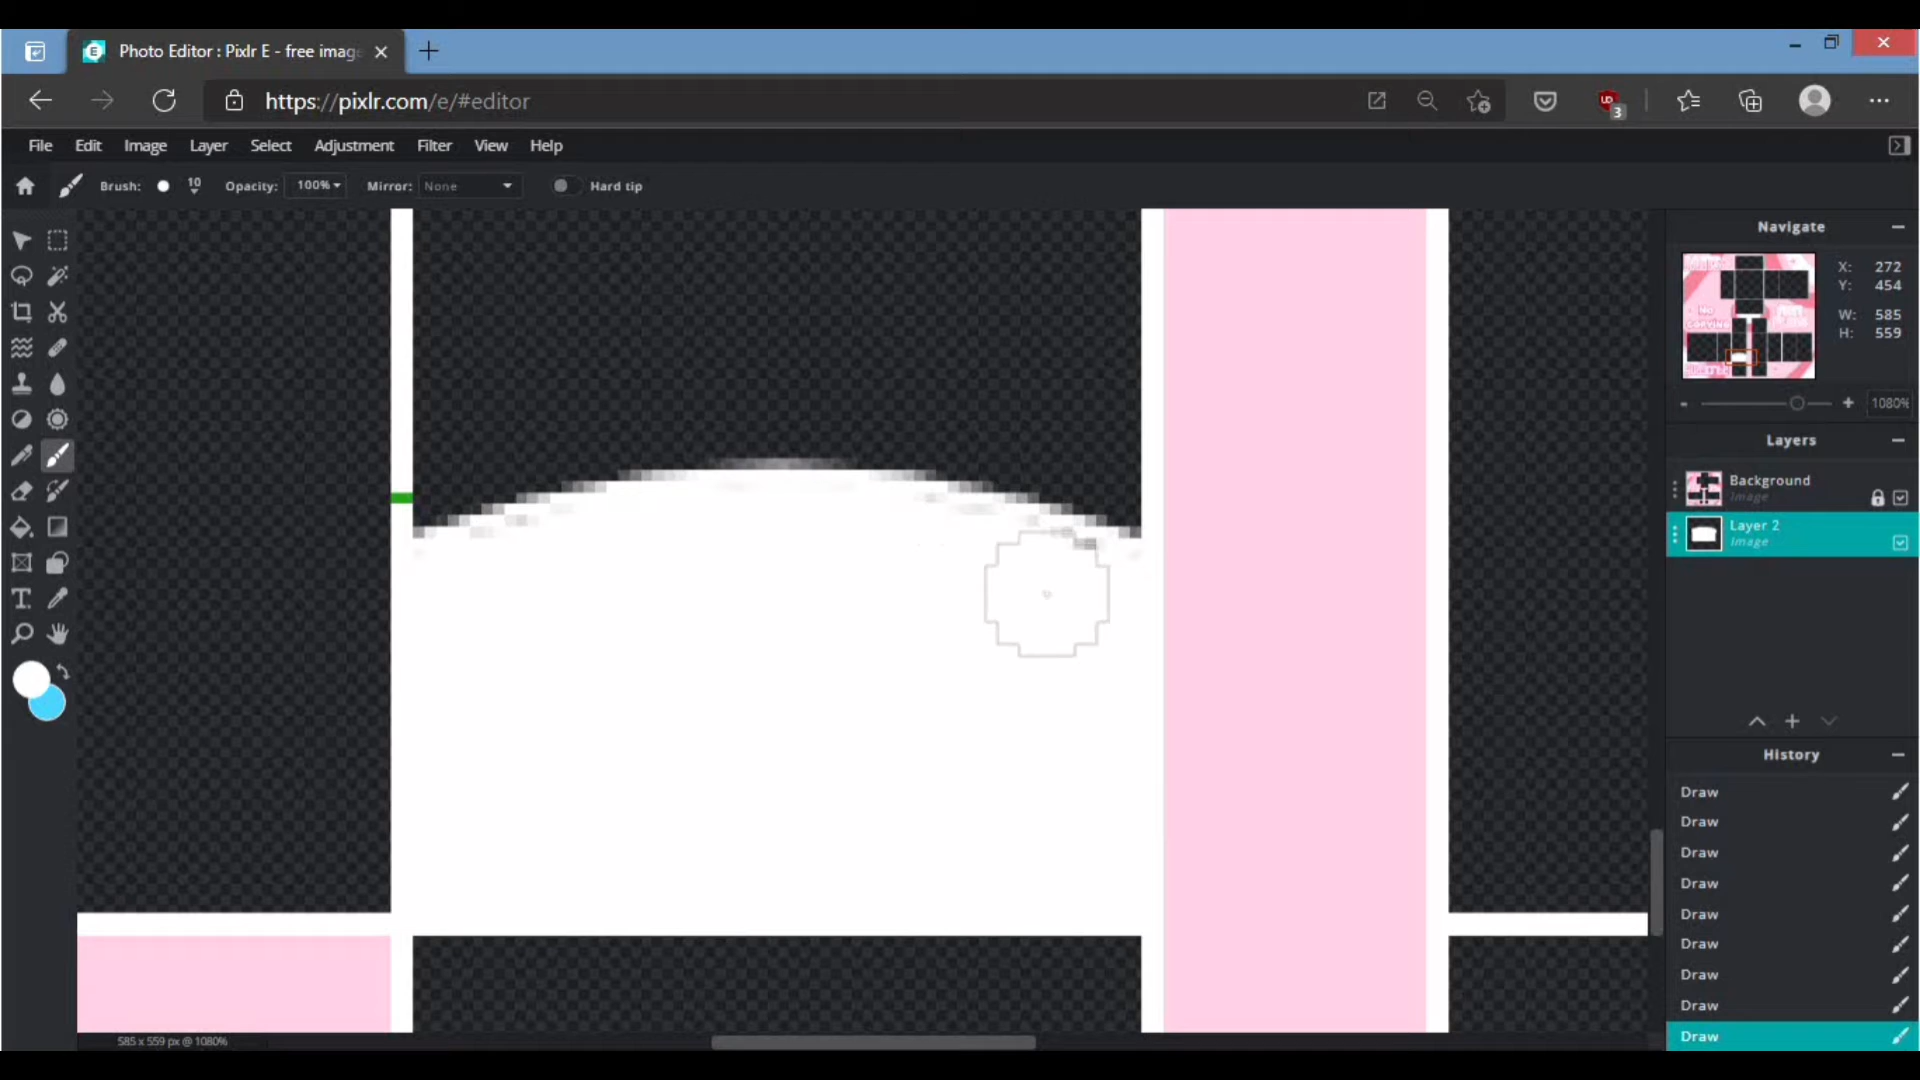 Photo Editor : Pixlr E - free imag
https://pixlr.com/e/#editor
3
File Edit Image Layer Select Adjustment Filter View Help
Brush: 10 Opacity: 100% Mirror: None Hard tip
Navigate
X: 272
Y: 454
W: 585
H: 559
- + 1080%
Layers
Background
Image
Layer 2
Image
History
Draw
Draw
Draw
Draw
Draw
Draw
Draw
Draw
Draw
585 x 559 px @ 1080%